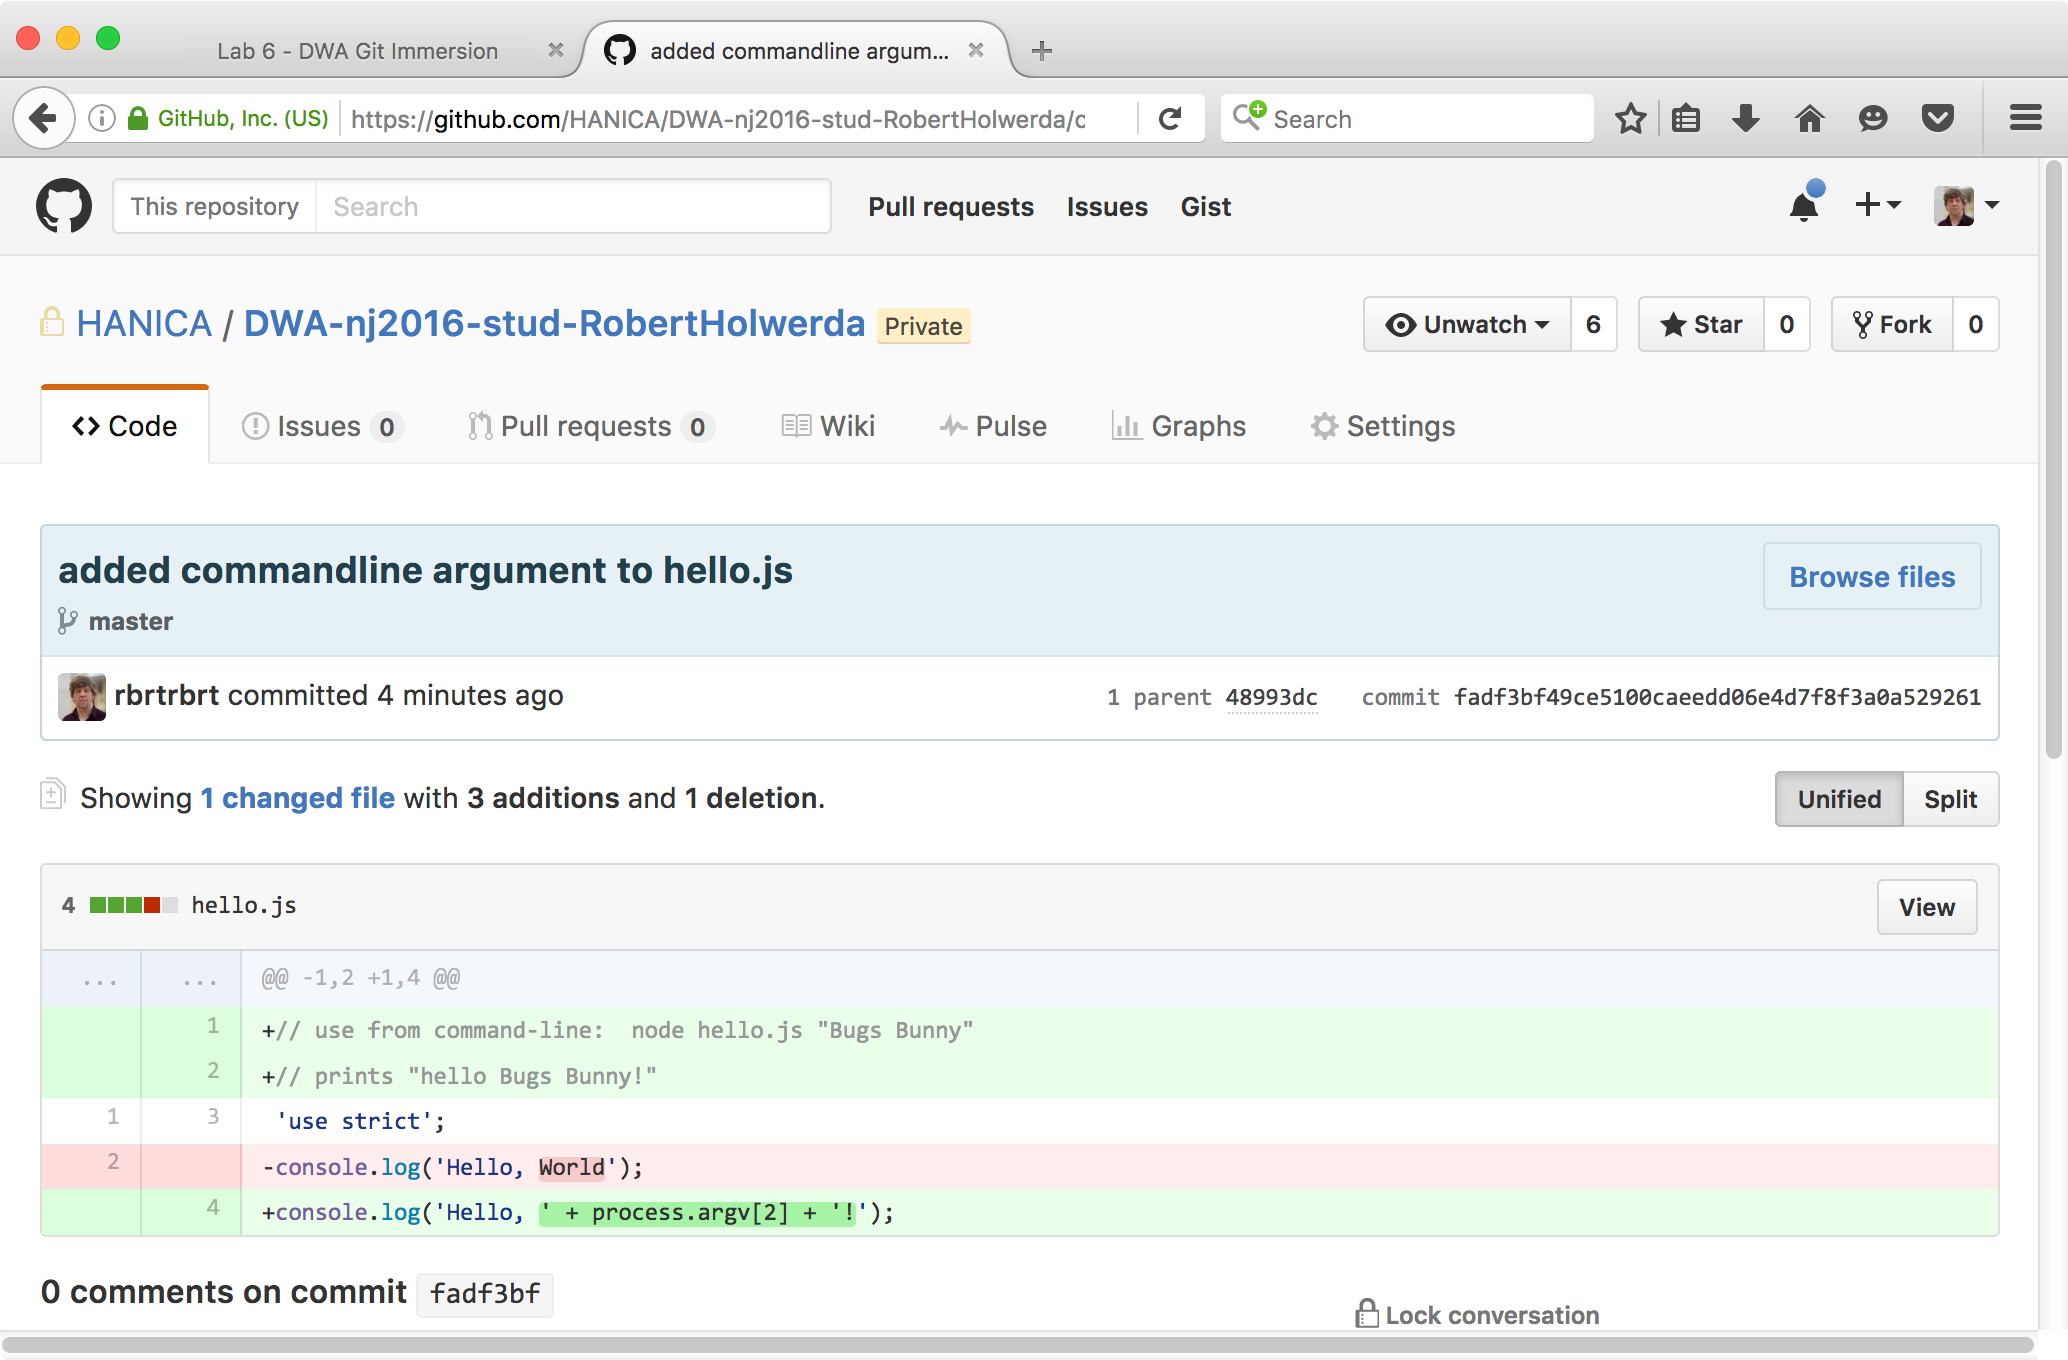 Lab 6 - DWA Git Immersion
added commandline argum...
GitHub, Inc. (US) https://github.com/HANICA/DWA-nj2016-stud-RobertHolwerda/c Search
This repository Search Pull requests Issues Gist
HANICA / DWA-nj2016-stud-RobertHolwerda Private Unwatch 6 Star 0 Fork 0
Code Issues 0 Pull requests 0 Wiki Pulse Graphs Settings
added commandline argument to hello.js
Browse files
master
rbrtrbrt committed 4 minutes ago 1 parent 48993dc commit fadf3bf49ce5100caeedd06e4d7f8f3a0a529261
Showing 1 changed file with 3 additions and 1 deletion. Unified Split
4 hello.js View
... ... @@ -1,2 +1,4 @@
1 +// use from command-line:  node hello.js "Bugs Bunny"
2 +// prints "hello Bugs Bunny!"
1 3 'use strict';
2 -console.log('Hello, World');
4 +console.log('Hello, ' + process.argv[2] + '!');
0 comments on commit fadf3bf
Lock conversation